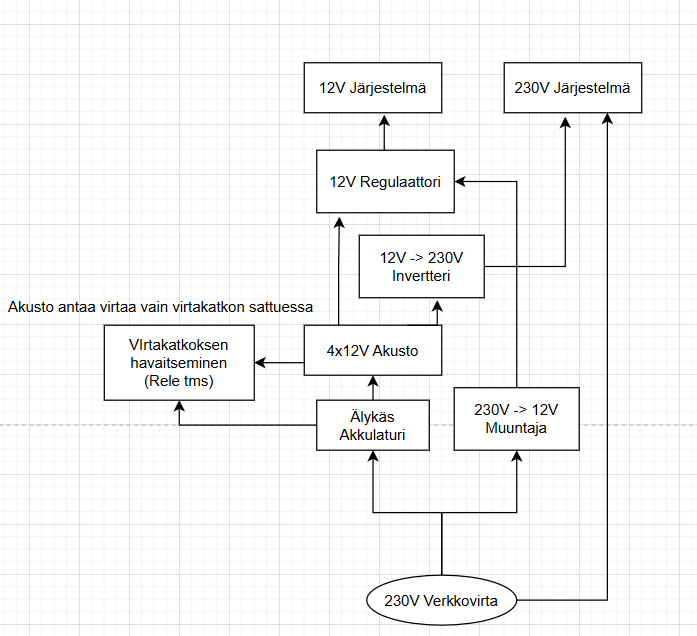 12V Järjestelmä
230V Järjestelmä
12V Regulaattori
12V -> 230V
Invertteri
Akusto antaa virtaa vain virtakatkon sattuessa
VIrtakatkoksen
havaitseminen
(Rele tms)
4x12V Akusto
Älykäs
Akkulaturi
230V -> 12V
Muuntaja
230V Verkkovirta